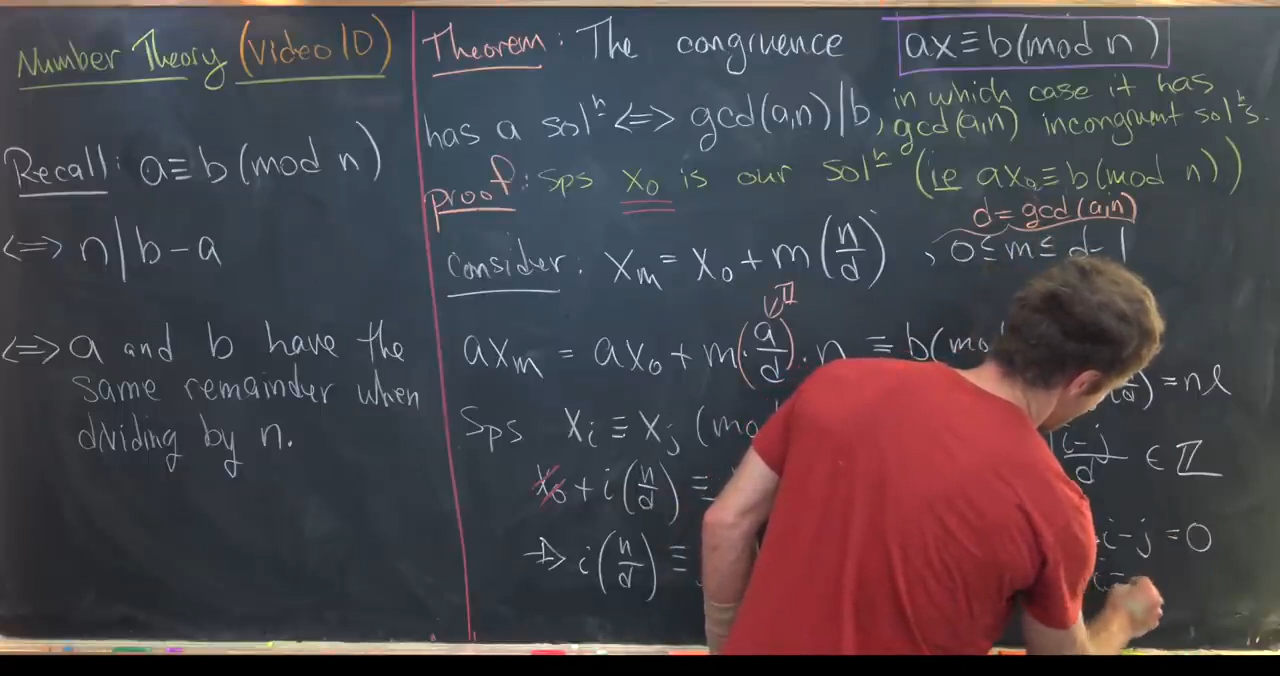 Number Theory (Video 10)
Recall: a ≡ b (mod n)
<=> n | b - a
<=> a and b have the
same remainder when
dividing by n.
Theorem: The congruence ax ≡ b (mod n)
has a solⁿ <=> gcd(a,n) | b, in which case it has
gcd(a,n) incongruent solⁿs.
proof: Sps x₀ is our solⁿ (ie ax₀ ≡ b (mod n))
d = gcd(a,n)
Consider: xₘ = x₀ + m (n/d), 0 ≤ m ≤ d - 1
ℤ
axₘ = ax₀ + m · (a/d) · n ≡ b (mo
= nℓ
Sps xᵢ ≡ xⱼ (mo
i-j/d ∈ ℤ
x₀ + i (n/d) ≡
i - j = 0
=> i (n/d) ≡
i =